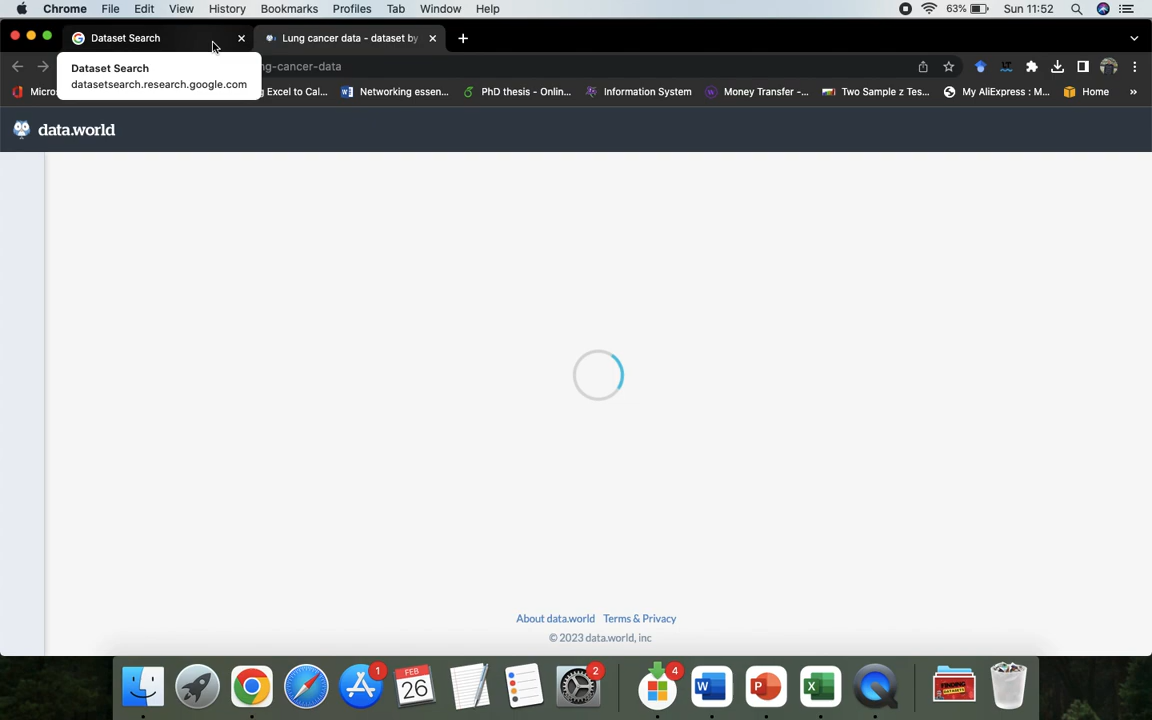 Chrome File Edit View History Bookmarks Profiles Tab Window Help 63% Sun 11:52
Dataset Search Lung cancer data - dataset by
ng-cancer-data
Dataset Search
datasetsearch.research.google.com
Micros g Excel to Cal... Networking essen... PhD thesis - Onlin... Information System Money Transfer -... Two Sample z Tes... My AliExpress : M... Home »
data.world
About data.world Terms & Privacy
© 2023 data.world, inc
1 FEB 26 2 4 W P X FINDING DATASETS